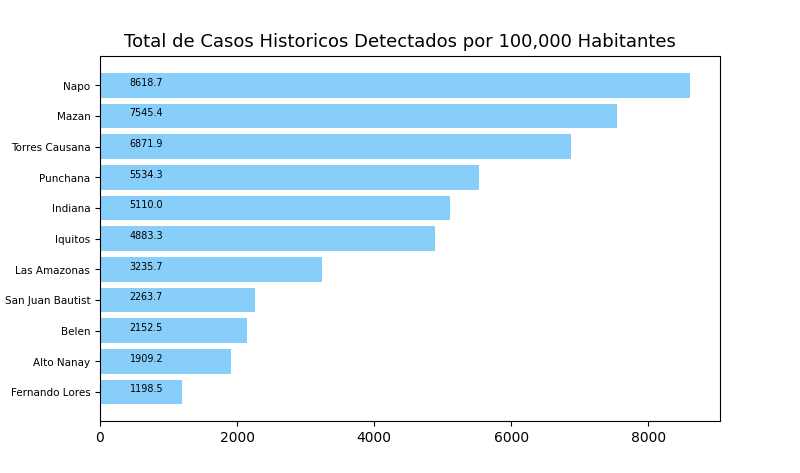 Total de Casos Historicos Detectados por 100,000 Habitantes
Napo 8618.7
Mazan 7545.4
Torres Causana 6871.9
Punchana 5534.3
Indiana 5110.0
Iquitos 4883.3
Las Amazonas 3235.7
San Juan Bautist 2263.7
Belen 2152.5
Alto Nanay 1909.2
Fernando Lores 1198.5
0 2000 4000 6000 8000